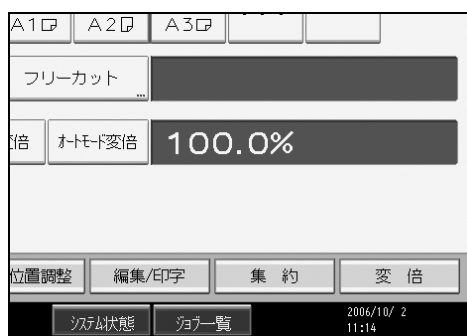 A1 A2 A3
フリーカット
変倍 オートモード変倍 100.0%
位置調整 編集/印字 集 約 変 倍
システム状態 ジョブ一覧 2006/10/ 2
11:14